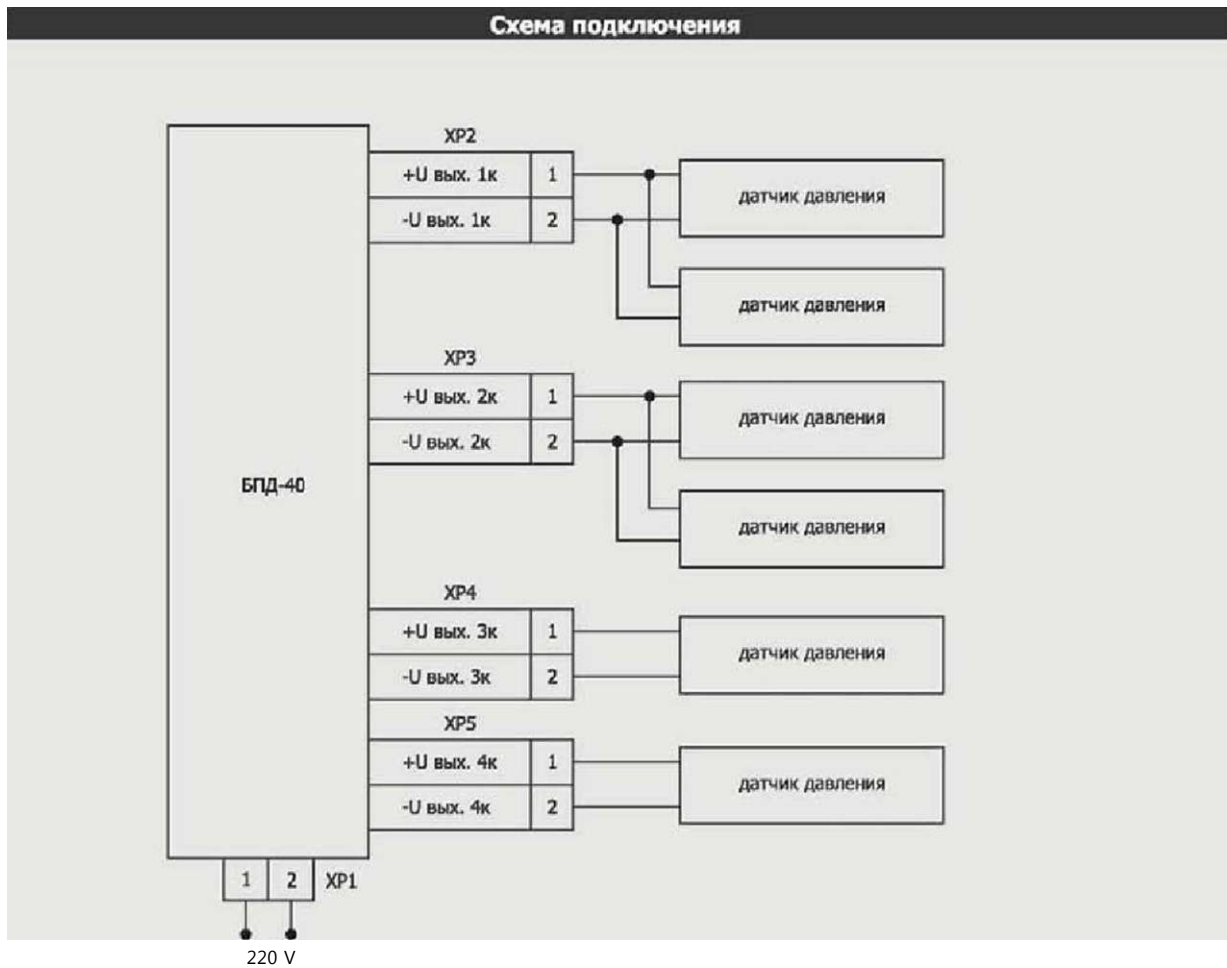 Схема подключения
XP2
+U вых. 1к 1
-U вых. 1к 2
датчик давления
датчик давления
XP3
+U вых. 2к 1
-U вых. 2к 2
датчик давления
датчик давления
БПД-40
XP4
+U вых. 3к 1
-U вых. 3к 2
датчик давления
XP5
+U вых. 4к 1
-U вых. 4к 2
датчик давления
1 2 XP1
220 V